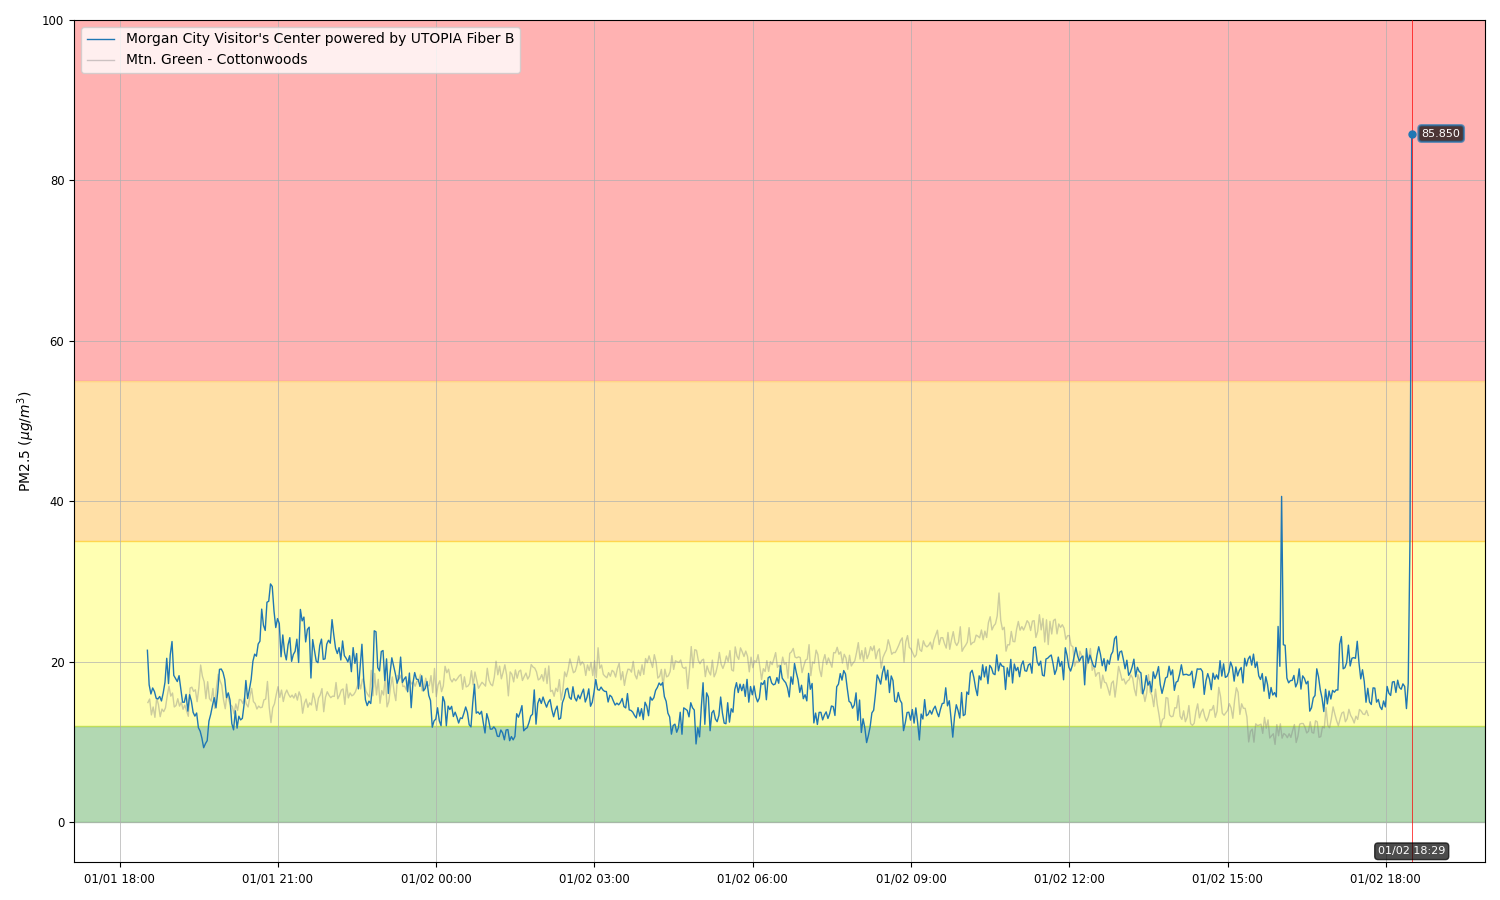 100
Morgan City Visitor's Center powered by UTOPIA Fiber B
Mtn. Green - Cottonwoods
85.850
80
60
PM2.5 (μg/m³)
40
20
0
01/02 18:29
01/01 18:00 01/01 21:00 01/02 00:00 01/02 03:00 01/02 06:00 01/02 09:00 01/02 12:00 01/02 15:00 01/02 18:00